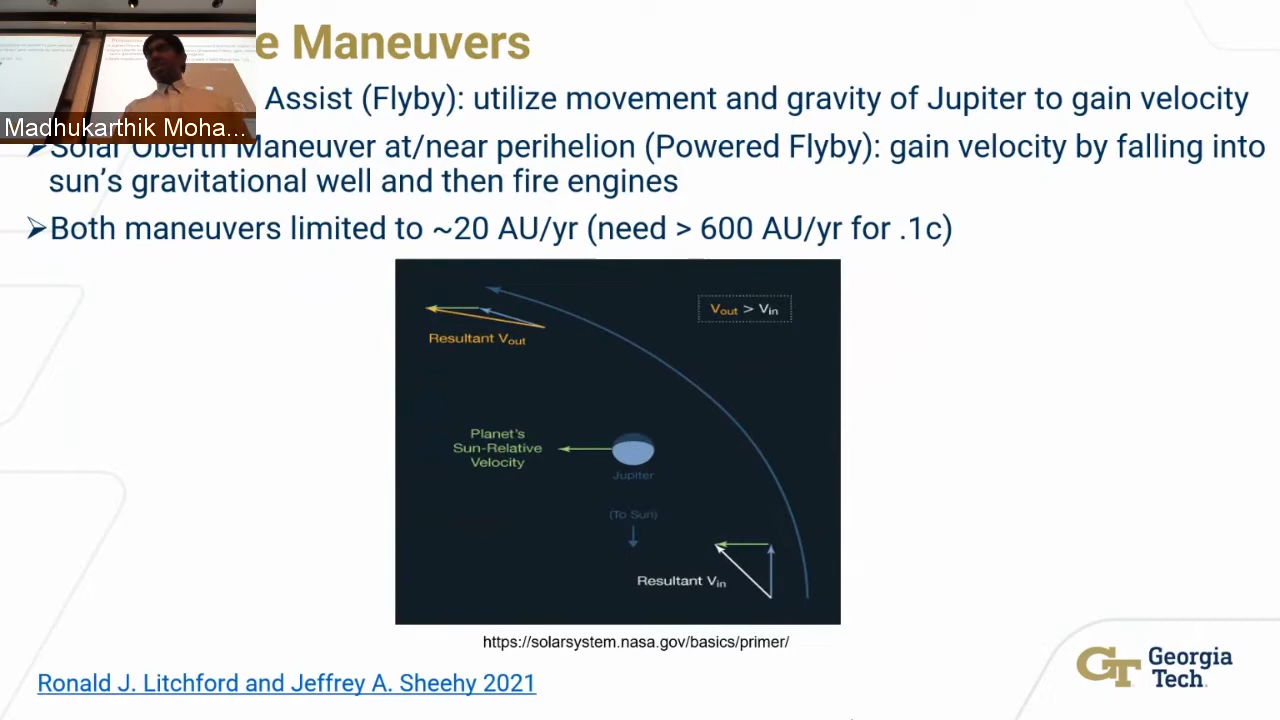 e Maneuvers
Assist (Flyby): utilize movement and gravity of Jupiter to gain velocity
Madhukarthik Moha...
➢Solar Oberth Maneuver at/near perihelion (Powered Flyby): gain velocity by falling into
sun's gravitational well and then fire engines
➢Both maneuvers limited to ~20 AU/yr (need > 600 AU/yr for .1c)
Vout > Vin
Resultant Vout
Planet's
Sun-Relative
Velocity
Jupiter
(To Sun)
Resultant Vin
https://solarsystem.nasa.gov/basics/primer/
Ronald J. Litchford and Jeffrey A. Sheehy 2021
GT Georgia
Tech